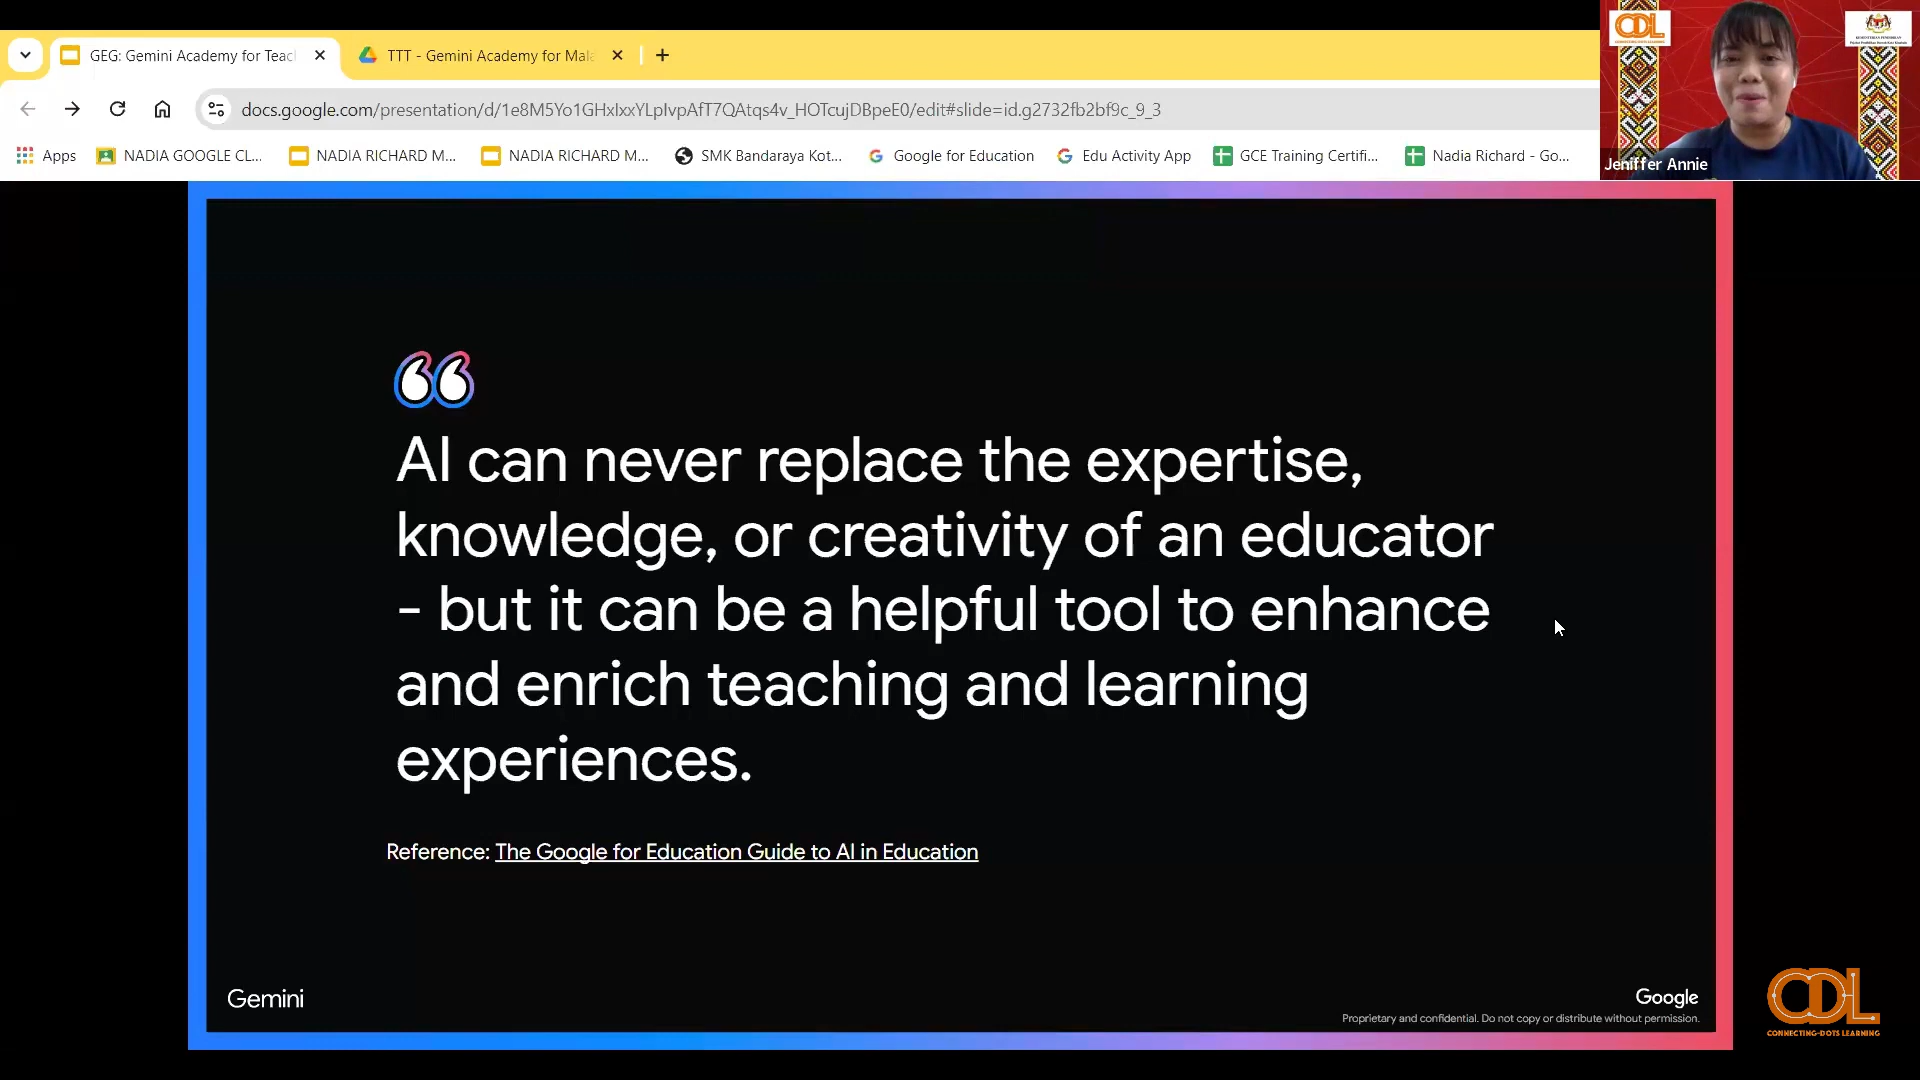 GEG: Gemini Academy for Teac
TTT - Gemini Academy for Mala
docs.google.com/presentation/d/1e8M5Yo1GHxIxxYLpIvpAfT7QAtqs4v_HOTcujDBpeE0/edit#slide=id.g2732fb2bf9c_9_3
Apps
NADIA GOOGLE CL...
NADIA RICHARD M...
NADIA RICHARD M...
SMK Bandaraya Kot...
Google for Education
Edu Activity App
GCE Training Certifi...
Nadia Richard - Go...
CDL
Jeniffer Annie
AI can never replace the expertise,
knowledge, or creativity of an educator
- but it can be a helpful tool to enhance
and enrich teaching and learning
experiences.
Reference: The Google for Education Guide to AI in Education
Gemini
Google
Proprietary and confidential. Do not copy or distribute without permission.
CDL
CONNECTING-DOTS LEARNING